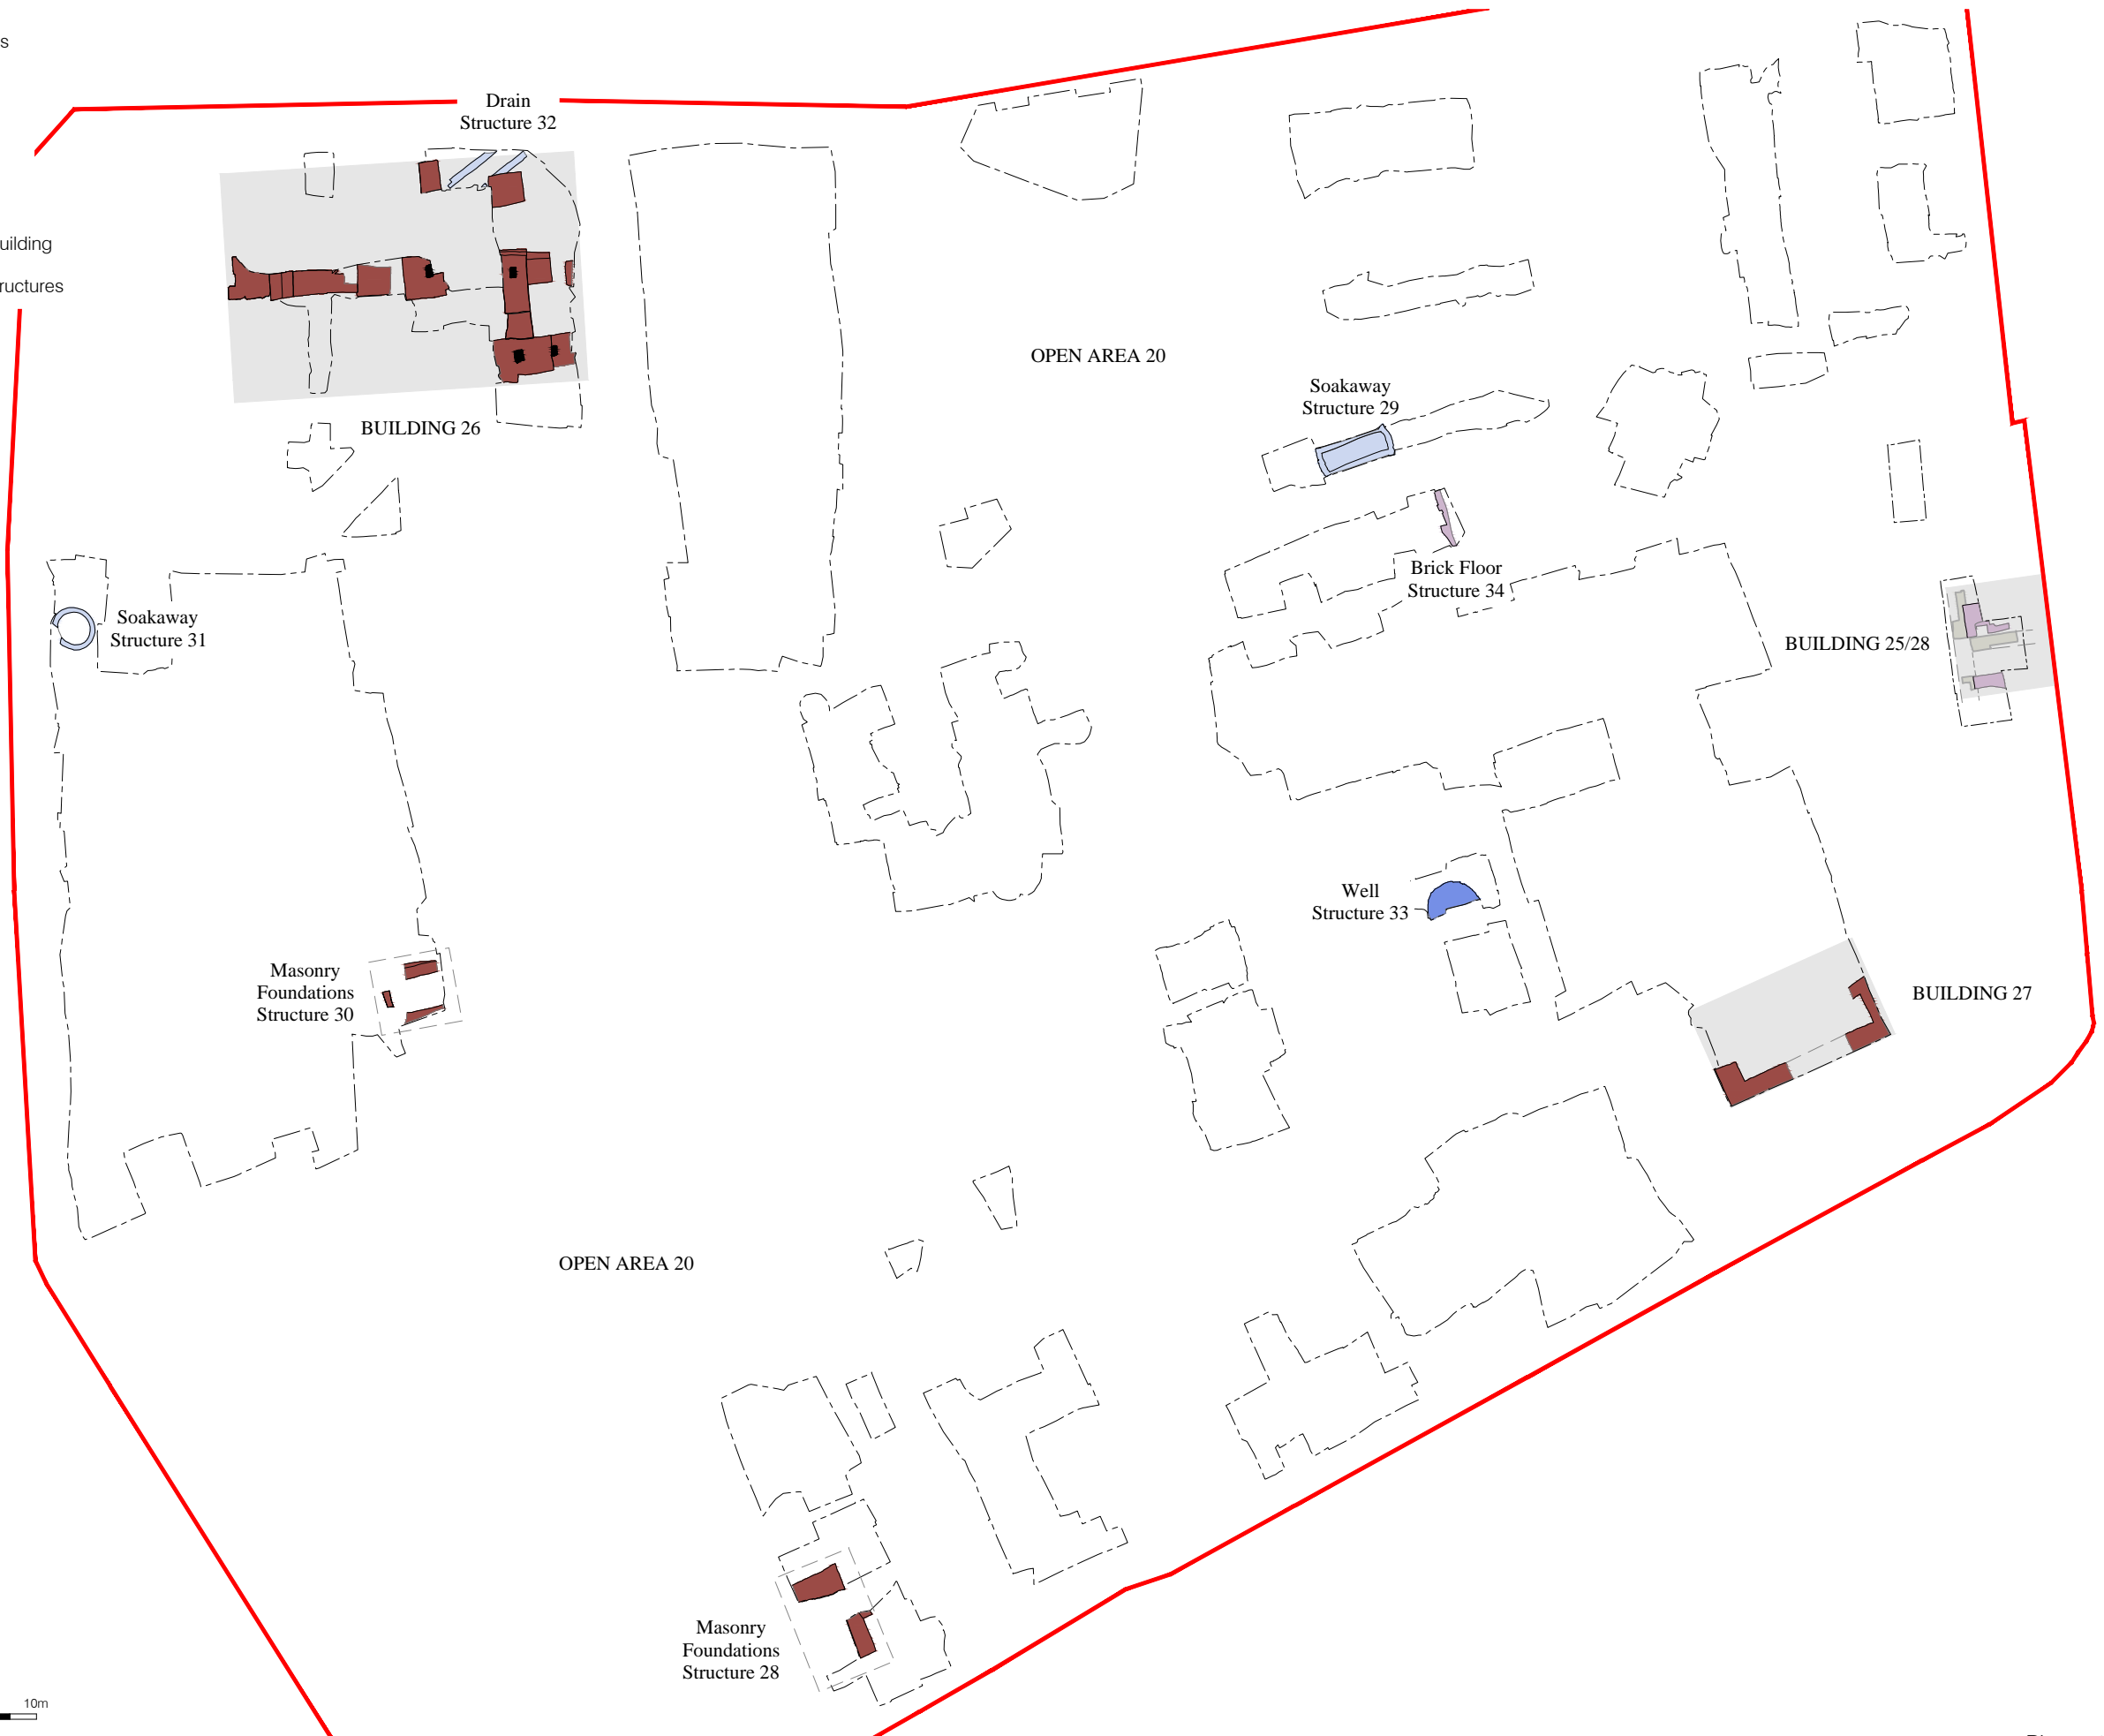 s
Drain
Structure 32
uilding
ructures
OPEN AREA 20
Soakaway
Structure 29
BUILDING 26
Brick Floor
Structure 34
Soakaway
Structure 31
BUILDING 25/28
Well
Structure 33
Masonry
Foundations
Structure 30
BUILDING 27
OPEN AREA 20
Masonry
Foundations
Structure 28
10m